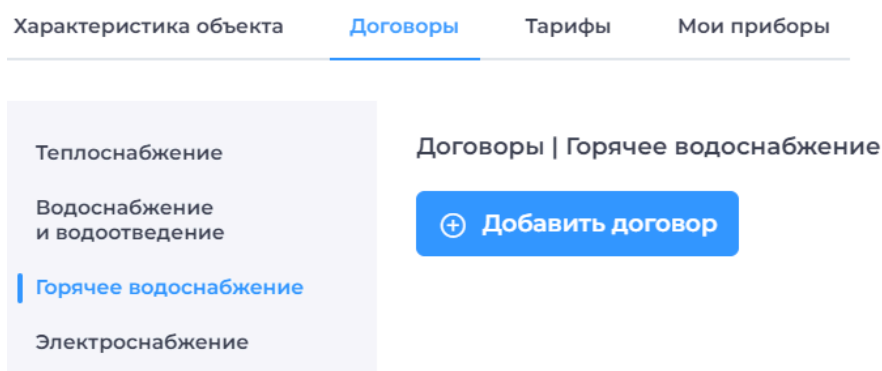 Характеристика объекта Договоры Тарифы Мои приборы
Теплоснабжение
Водоснабжение
и водоотведение
Горячее водоснабжение
Электроснабжение
Договоры | Горячее водоснабжение
Добавить договор